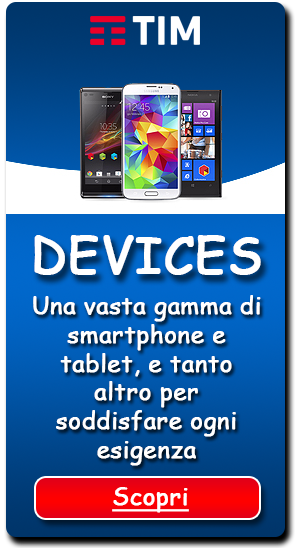 TIM
DEVICES
Una vasta gamma di
smartphone e
tablet, e tanto
altro per
soddisfare ogni
esigenza
Scopri